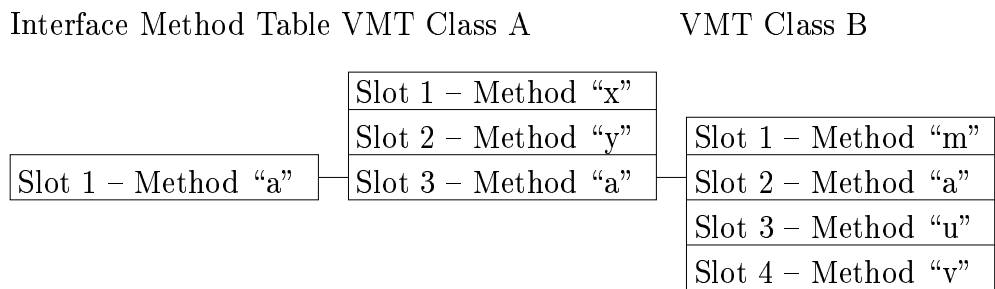 Interface Method Table VMT Class A VMT Class B
Slot 1 – Method “x”
Slot 2 – Method “y”
Slot 1 – Method “m”
Slot 1 – Method “a” Slot 3 – Method “a” Slot 2 – Method “a”
Slot 3 – Method “u”
Slot 4 – Method “v”